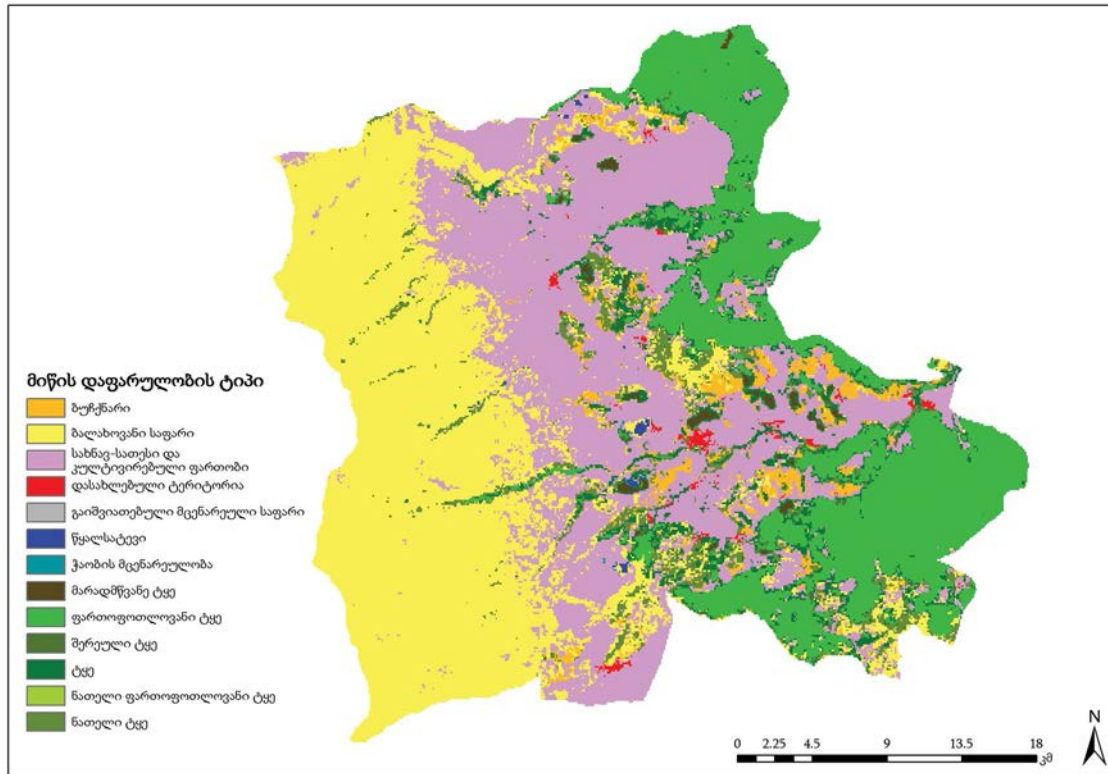 მიწის დაფარულობის ტიპი
ბუჩქნარი
ბალახოვანი საფარი
სახნავ-სათესი და
კულტივირებული ფართობი
დასახლებული ტერიტორია
გაიშვიათებული მცენარეული საფარი
წყალსატევი
ჭაობის მცენარეულობა
მარადმწვანე ტყე
ფართოფოთლოვანი ტყე
შერეული ტყე
ტყე
ნათელი ფართოფოთლოვანი ტყე
ნათელი ტყე
N
0 2.25 4.5 9 13.5 18
კმ